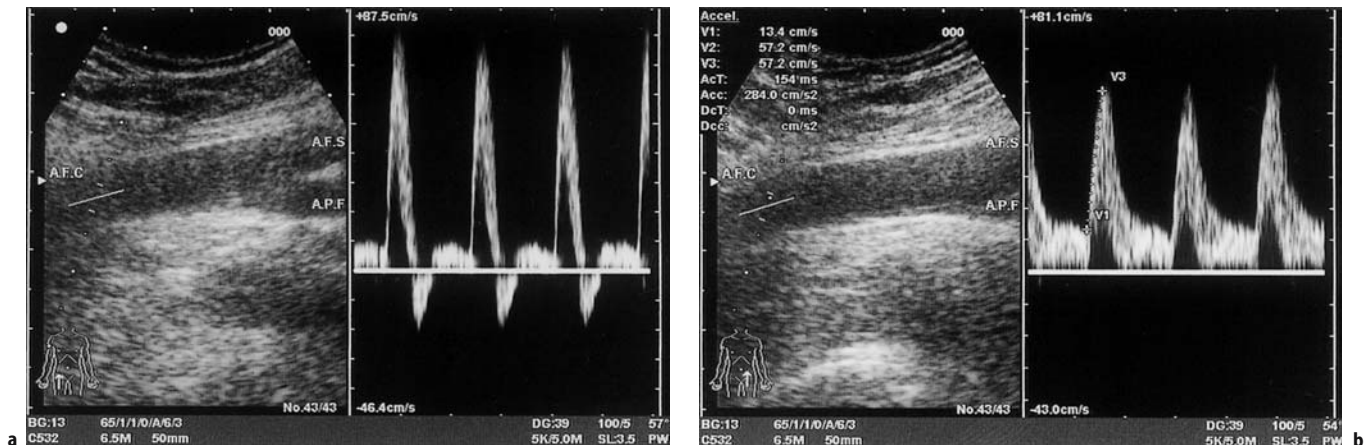 +87.5cm/s
000
A.F.S
A.F.C
A.P.F
No.43/43
-46.4cm/s
BG:13 65/1/1/0/A/6/3 DG:39 100/5 57°
C532 6.5M 50mm 5K/5.0M SL:3.5 PW
a
Accel.
V1: 13.4 cm/s
V2: 57.2 cm/s
V3: 57.2 cm/s
AcT: 154 ms
Acc: 284.0 cm/s2
DcT: 0 ms
Dcc: cm/s2
000
+81.1cm/s
V3
A.F.S
A.F.C
A.P.F
V1
No.43/43
-43.0cm/s
BG:13 65/1/1/0/A/6/3 DG:39 100/5 54°
C532 6.5M 50mm 5K/5.0M SL:3.5 PW
b